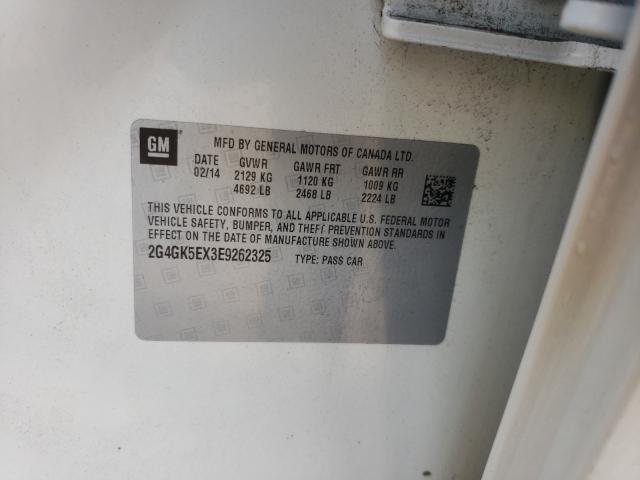 GM
MFD BY GENERAL MOTORS OF CANADA LTD.
DATE GVWR GAWR FRT GAWR RR
02/14 2129 KG 1120 KG 1009 KG
4692 LB 2468 LB 2224 LB
THIS VEHICLE CONFORMS TO ALL APPLICABLE U.S. FEDERAL MOTOR
VEHICLE SAFETY, BUMPER, AND THEFT PREVENTION STANDARDS IN
EFFECT ON THE DATE OF MANUFACTURE SHOWN ABOVE.
2G4GK5EX3E9262325 TYPE: PASS CAR